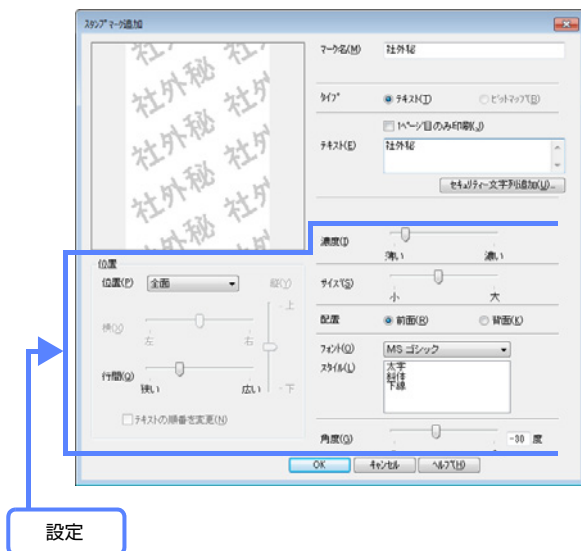 スタンプマーク追加
社外秘 社外秘
社外秘 社外秘
社外秘 社外秘
社外秘 社外秘
社外秘 社外秘
マーク名(M) 社外秘
タイプ テキスト(T) ビットマップ(B)
1ページ目のみ印刷(J)
テキスト(E) 社外秘
セキュリティー文字列追加(U)...
濃度(I)
薄い 濃い
サイズ(S)
小 大
配置 前面(R) 背面(K)
フォント(O) MS ゴシック
スタイル(L) 太字
斜体
下線
角度(G) -30 度
位置
位置(P) 全面 縦(Y)
上
横(X)
左 右
行間(Q)
狭い 広い 下
テキストの順番を変更(N)
OK キャンセル ヘルプ(H)
設定